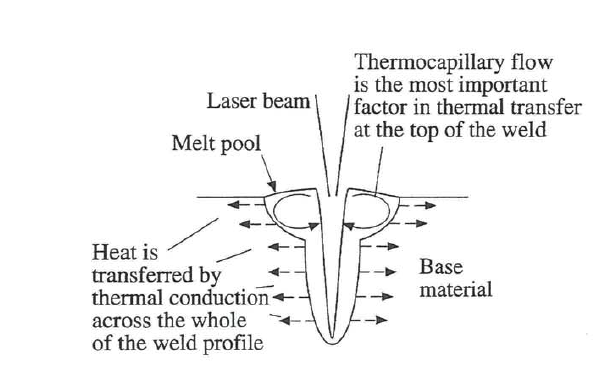 Thermocapillary flow
is the most important
factor in thermal transfer
at the top of the weld
Laser beam
Melt pool
Heat is
transferred by
thermal conduction
across the whole
of the weld profile
Base
material